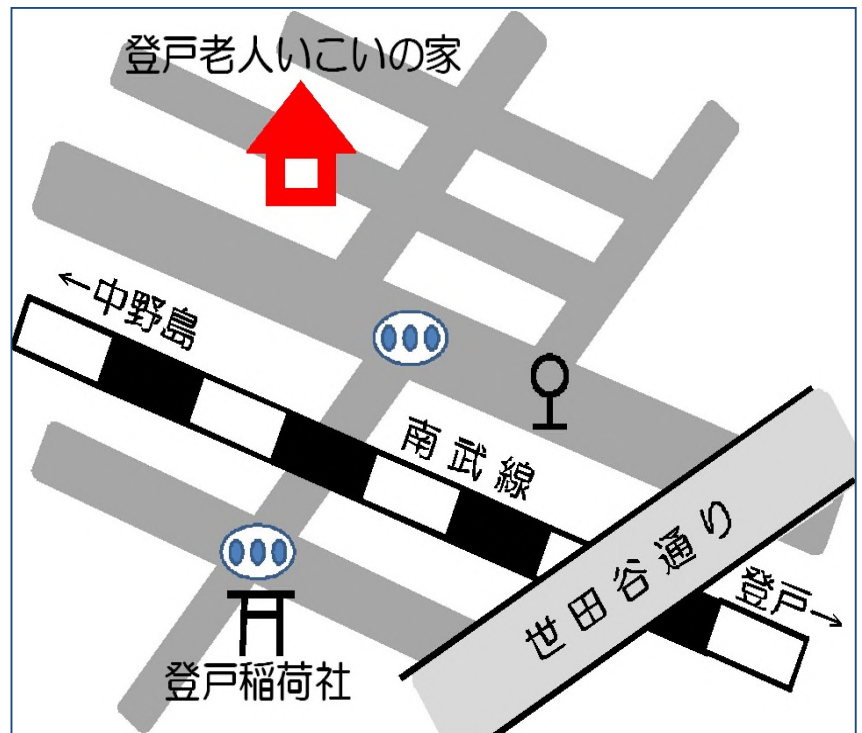 登戸老人いこいの家
←中野島
南武線
世田谷通り
登戸→
登戸稲荷社